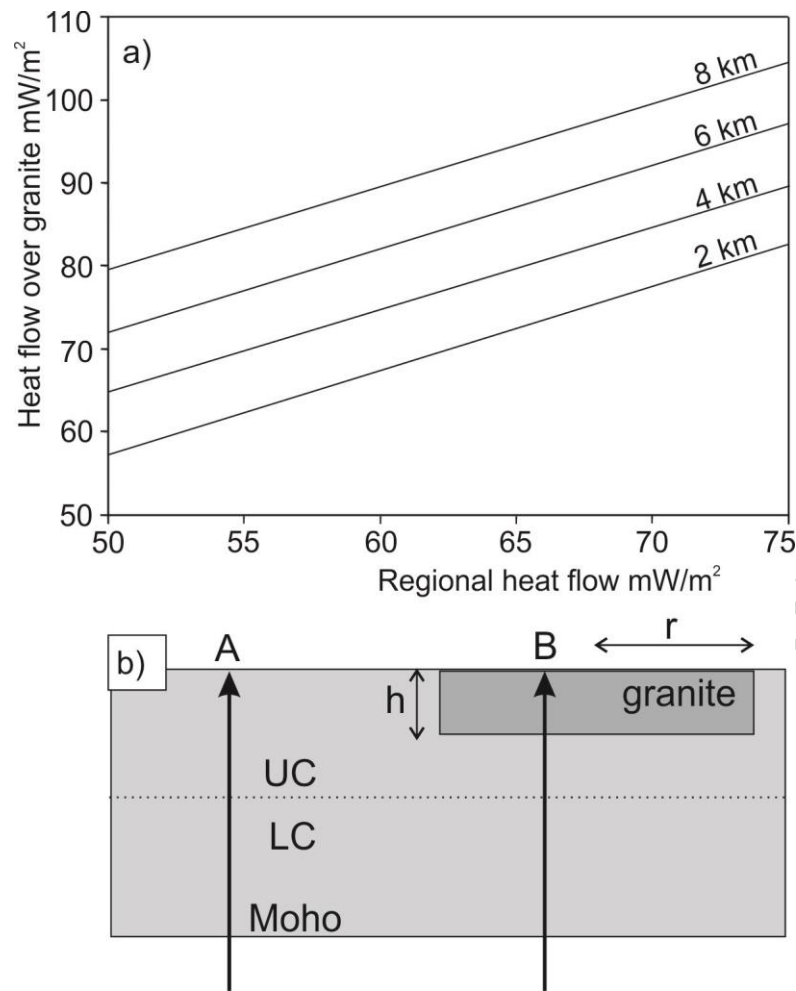 110
100
90
80
70
60
50
Heat flow over granite mW/m²
a)
8 km
6 km
4 km
2 km
50
55
60
65
70
75
Regional heat flow mW/m²
b)
A
B
r
h
granite
UC
LC
Moho